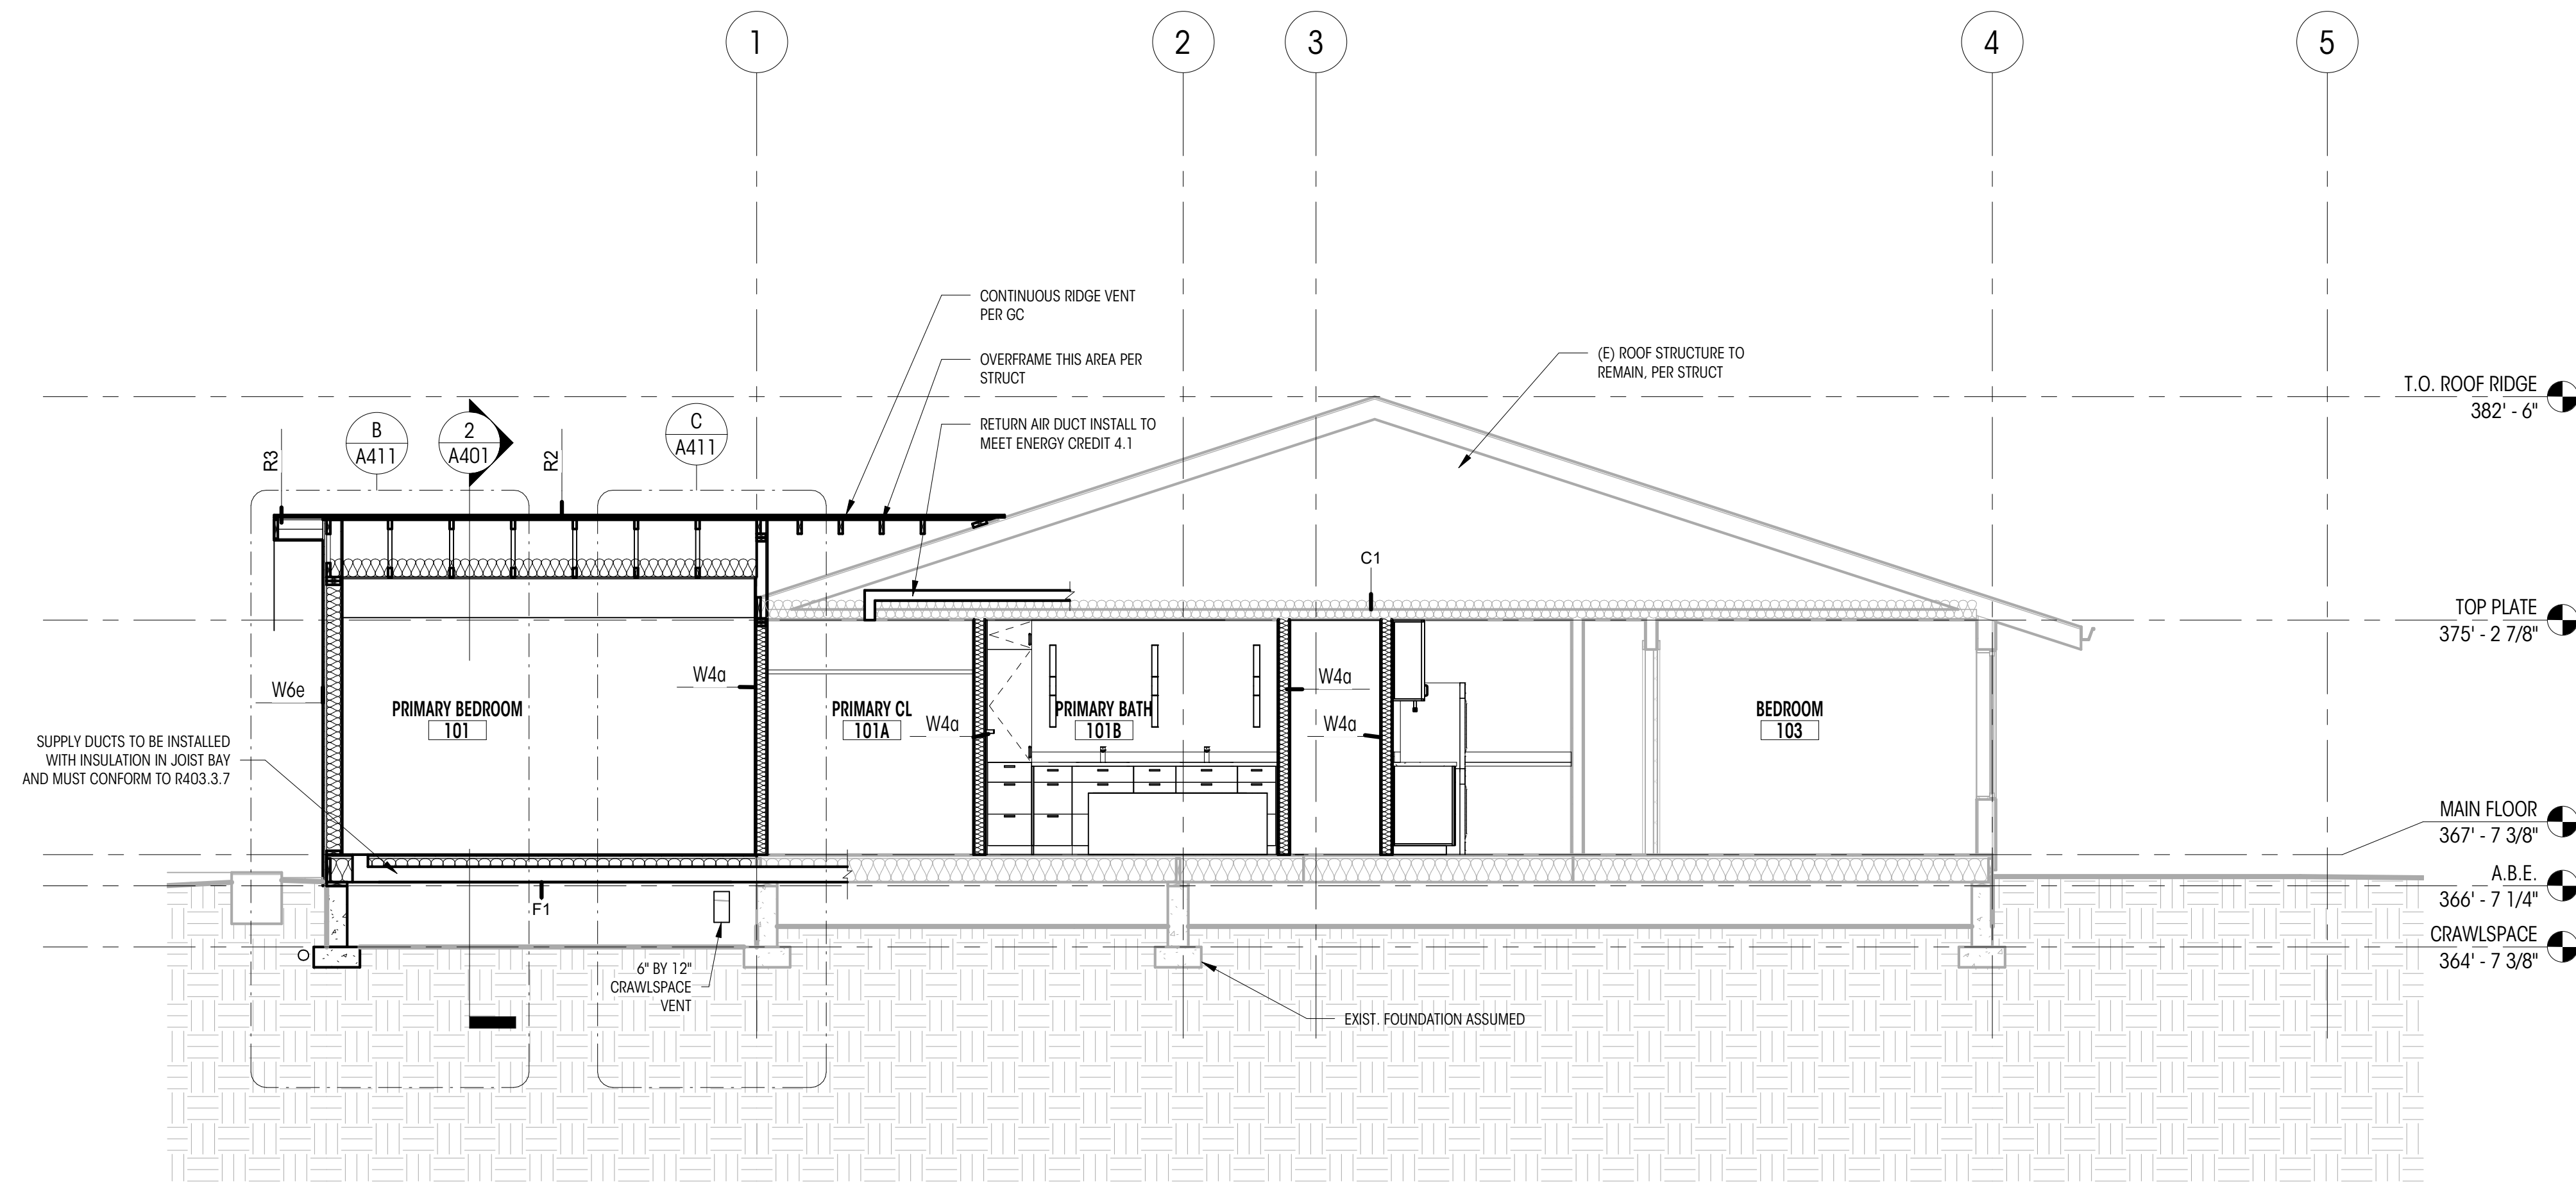 1
2
3
4
5
CONTINUOUS RIDGE VENT
PER GC
OVERFRAME THIS AREA PER
STRUCT
RETURN AIR DUCT INSTALL TO
MEET ENERGY CREDIT 4.1
(E) ROOF STRUCTURE TO
REMAIN, PER STRUCT
T.O. ROOF RIDGE
382' - 6"
R3
B
A411
2
A401
R2
C
A411
C1
TOP PLATE
375' - 2 7/8"
W6e
W4a
W4a
W4a
W4a
PRIMARY BEDROOM
101
PRIMARY CL
101A
PRIMARY BATH
101B
BEDROOM
103
SUPPLY DUCTS TO BE INSTALLED
WITH INSULATION IN JOIST BAY
AND MUST CONFORM TO R403.3.7
MAIN FLOOR
367' - 7 3/8"
A.B.E.
366' - 7 1/4"
F1
CRAWLSPACE
364' - 7 3/8"
6" BY 12"
CRAWLSPACE
VENT
EXIST. FOUNDATION ASSUMED